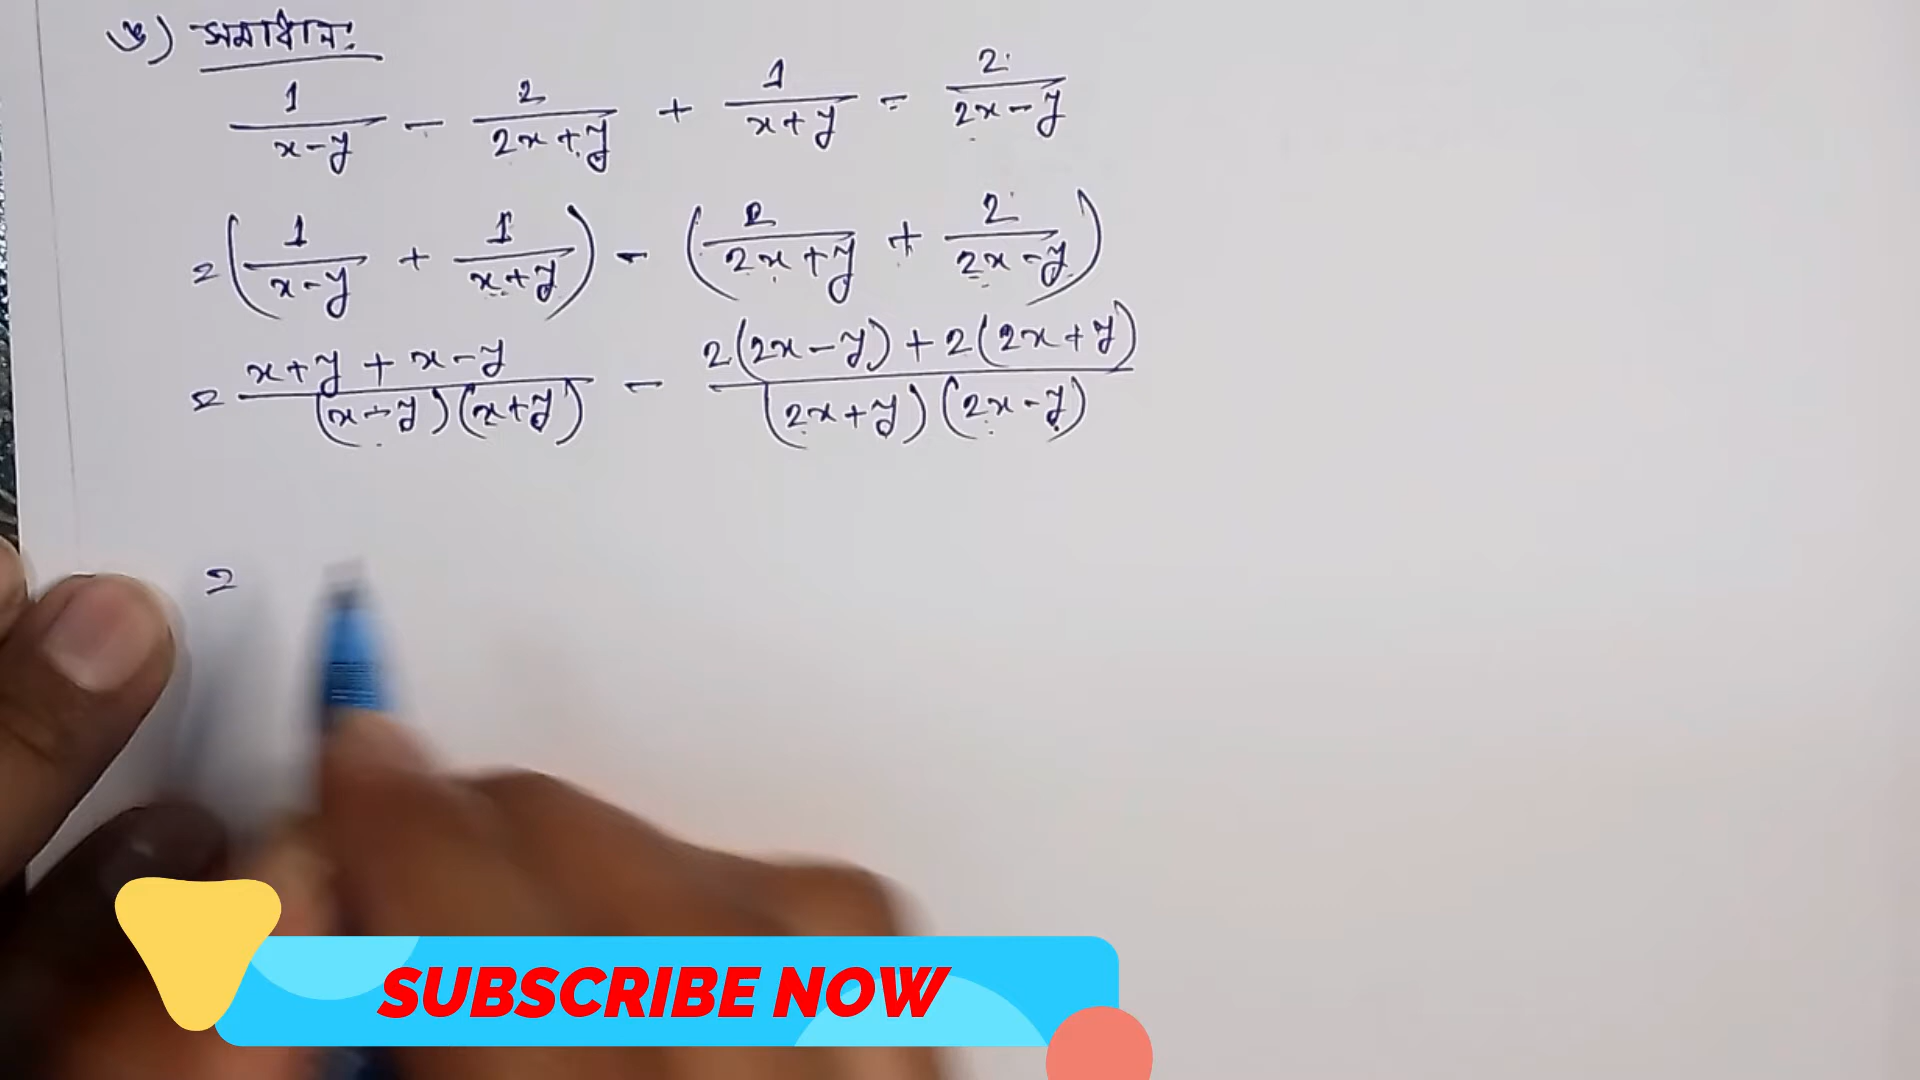 ঙ) সমাধান:
1/(x-y) - 2/(2x+y) + 1/(x+y) - 2/(2x-y)
= (1/(x-y) + 1/(x+y)) - (2/(2x+y) + 2/(2x-y))
= (x+y+x-y)/((x-y)(x+y)) - (2(2x-y)+2(2x+y))/((2x+y)(2x-y))
=
SUBSCRIBE NOW